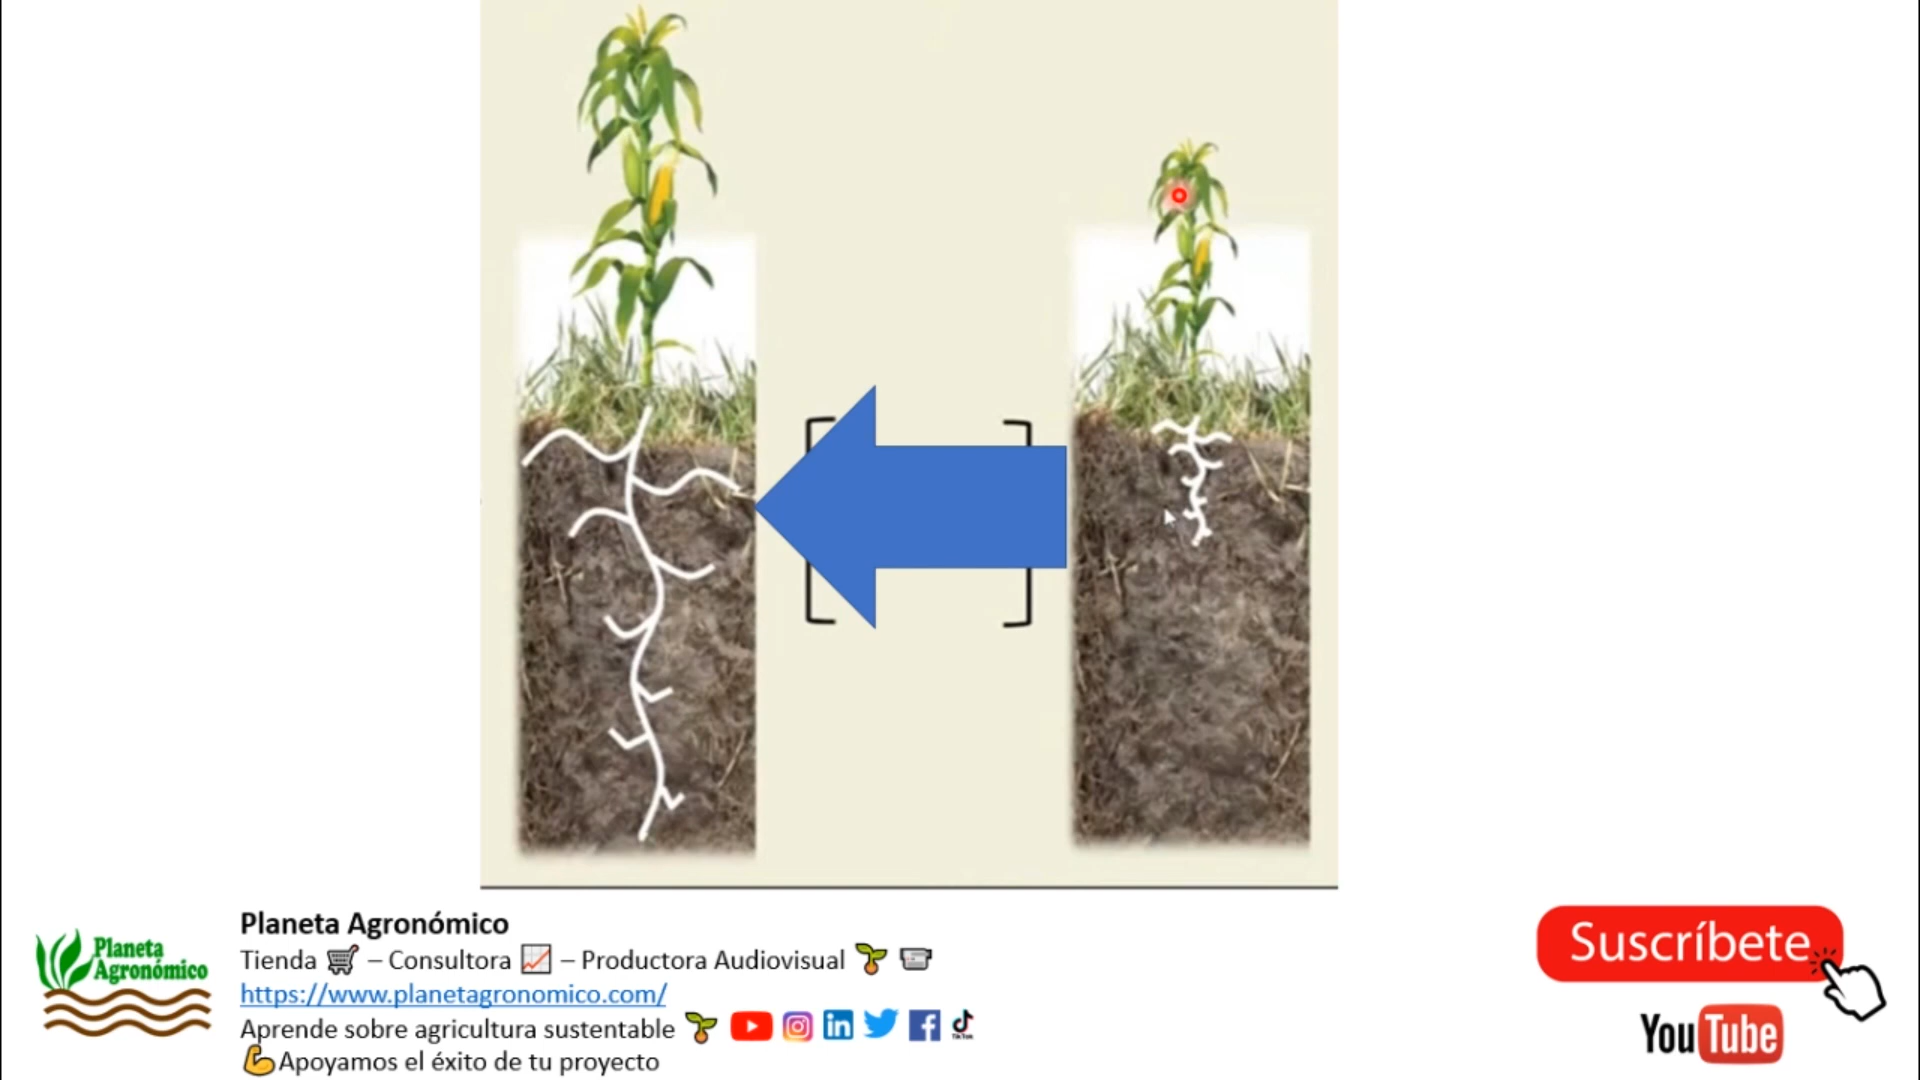 Planeta
Agronómico
Planeta Agronómico
Tienda 🛒 – Consultora 📈 – Productora Audiovisual 🌱 📹
https://www.planetagronomico.com/
Aprende sobre agricultura sustentable 🌱
TikTok
💪Apoyamos el éxito de tu proyecto
Suscríbete
YouTube